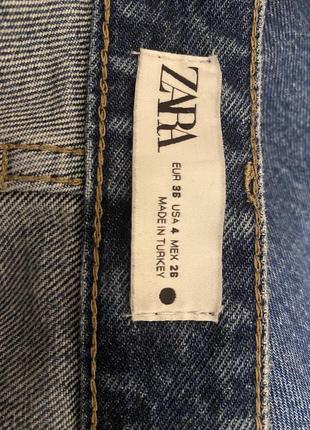 ZARA
EUR 36 USA 4 MEX 26
MADE IN TURKEY